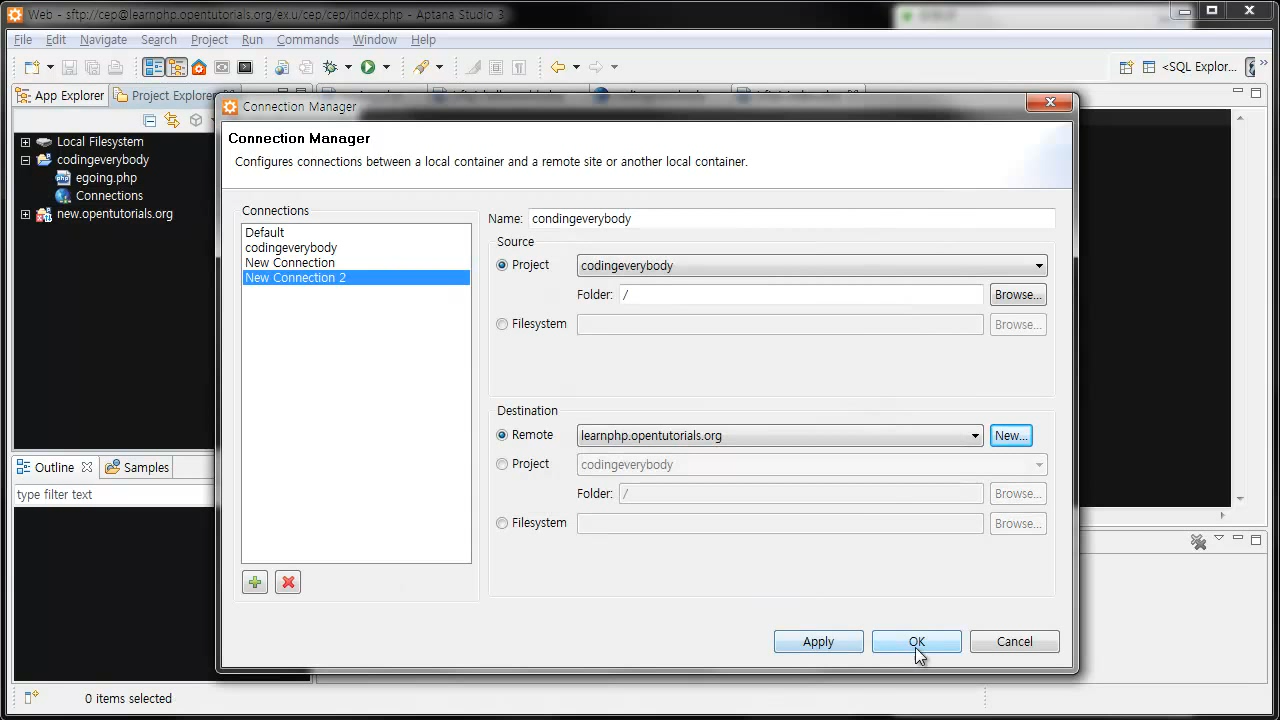 Web - sftp://cep@learnphp.opentutorials.org/ex.u/cep/cep/index.php - Aptana Studio 3
File Edit Navigate Search Project Run Commands Window Help
<SQL Explor...
App Explorer Project Explorer
Connection Manager
Connection Manager
Configures connections between a local container and a remote site or another local container.
Local Filesystem
codingeverybody
egoing.php
Connections
new.opentutorials.org
Connections
Default
codingeverybody
New Connection
New Connection 2
Name: condingeverybody
Source
Project codingeverybody
Folder: / Browse...
Filesystem Browse...
Destination
Remote learnphp.opentutorials.org New...
Project codingeverybody
Folder: / Browse...
Filesystem Browse...
Apply OK Cancel
Outline Samples
type filter text
0 items selected